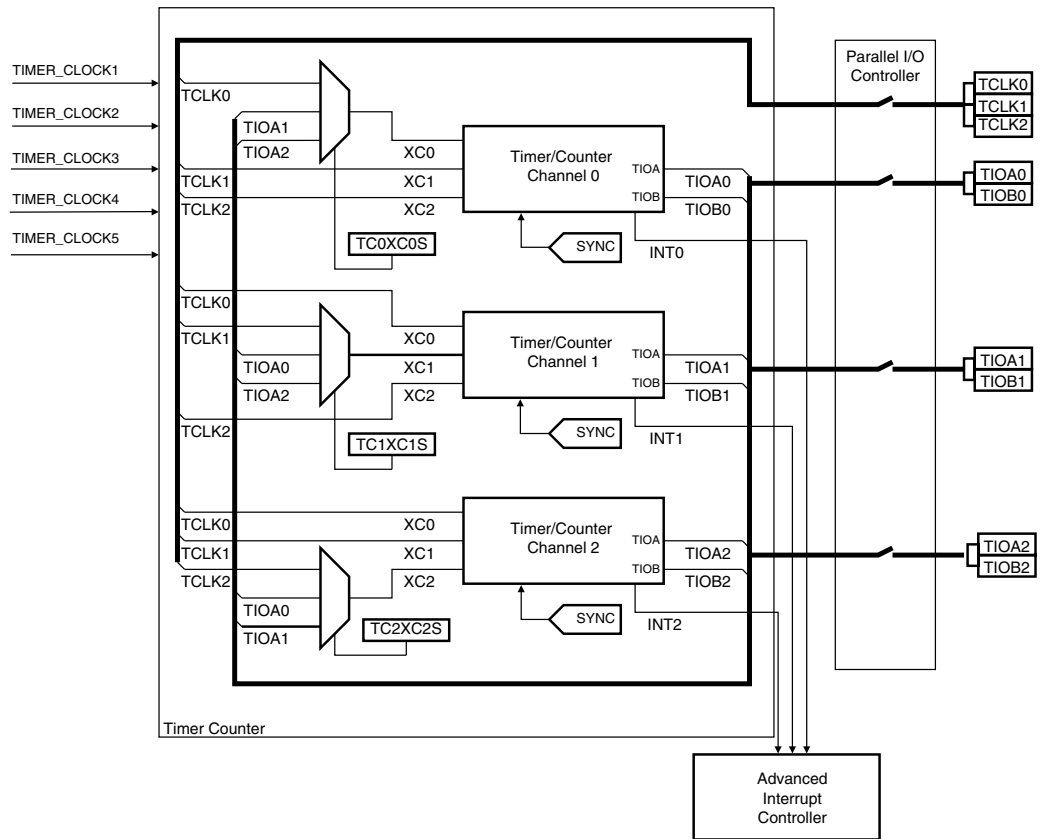 TIMER_CLOCK1
TIMER_CLOCK2
TIMER_CLOCK3
TIMER_CLOCK4
TIMER_CLOCK5
TCLK0
TIOA1
TIOA2
TCLK1
TCLK2
XC0
XC1
XC2
TC0XC0S
Timer/Counter
Channel 0
TIOA
TIOB
TIOA0
TIOB0
SYNC
INT0
TCLK0
TCLK1
TIOA0
TIOA2
TCLK2
XC0
XC1
XC2
TC1XC1S
Timer/Counter
Channel 1
TIOA
TIOB
TIOA1
TIOB1
SYNC
INT1
TCLK0
TCLK1
TCLK2
TIOA0
TIOA1
XC0
XC1
XC2
TC2XC2S
Timer/Counter
Channel 2
TIOA
TIOB
TIOA2
TIOB2
SYNC
INT2
Timer Counter
Parallel I/O
Controller
TCLK0
TCLK1
TCLK2
TIOA0
TIOB0
TIOA1
TIOB1
TIOA2
TIOB2
Advanced
Interrupt
Controller